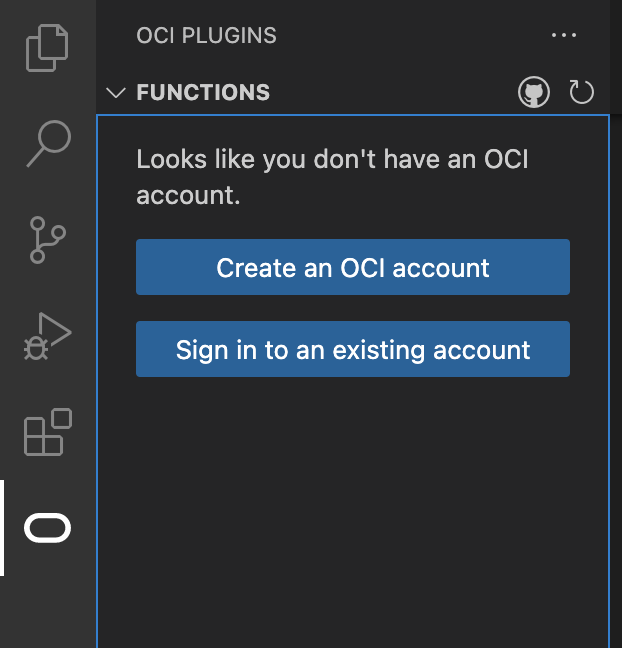 OCI PLUGINS
FUNCTIONS
Looks like you don't have an OCI
account.
Create an OCI account
Sign in to an existing account